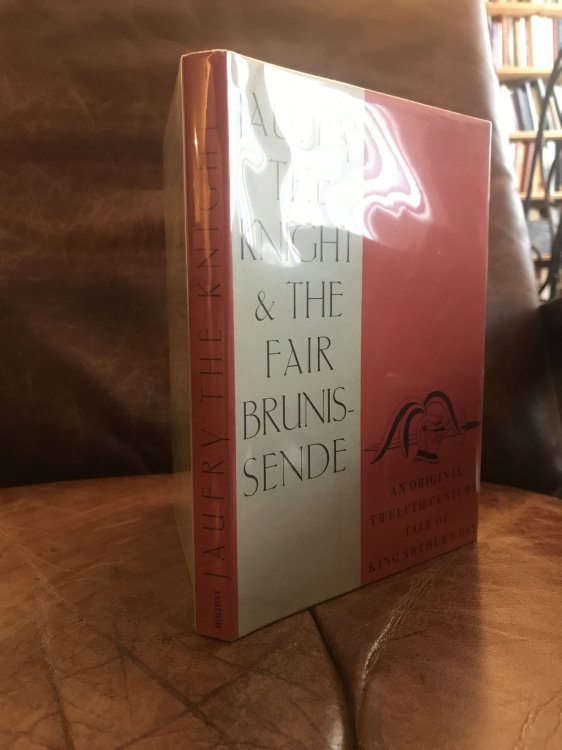 JAUFRY THE KNIGHT
HOLIDAY
JAUFRY
THE
KNIGHT
& THE
FAIR
BRUNIS-
SENDE
AN ORIGINAL
TWELFTH-CENTURY
TALE OF
KING ARTHUR'S DAY